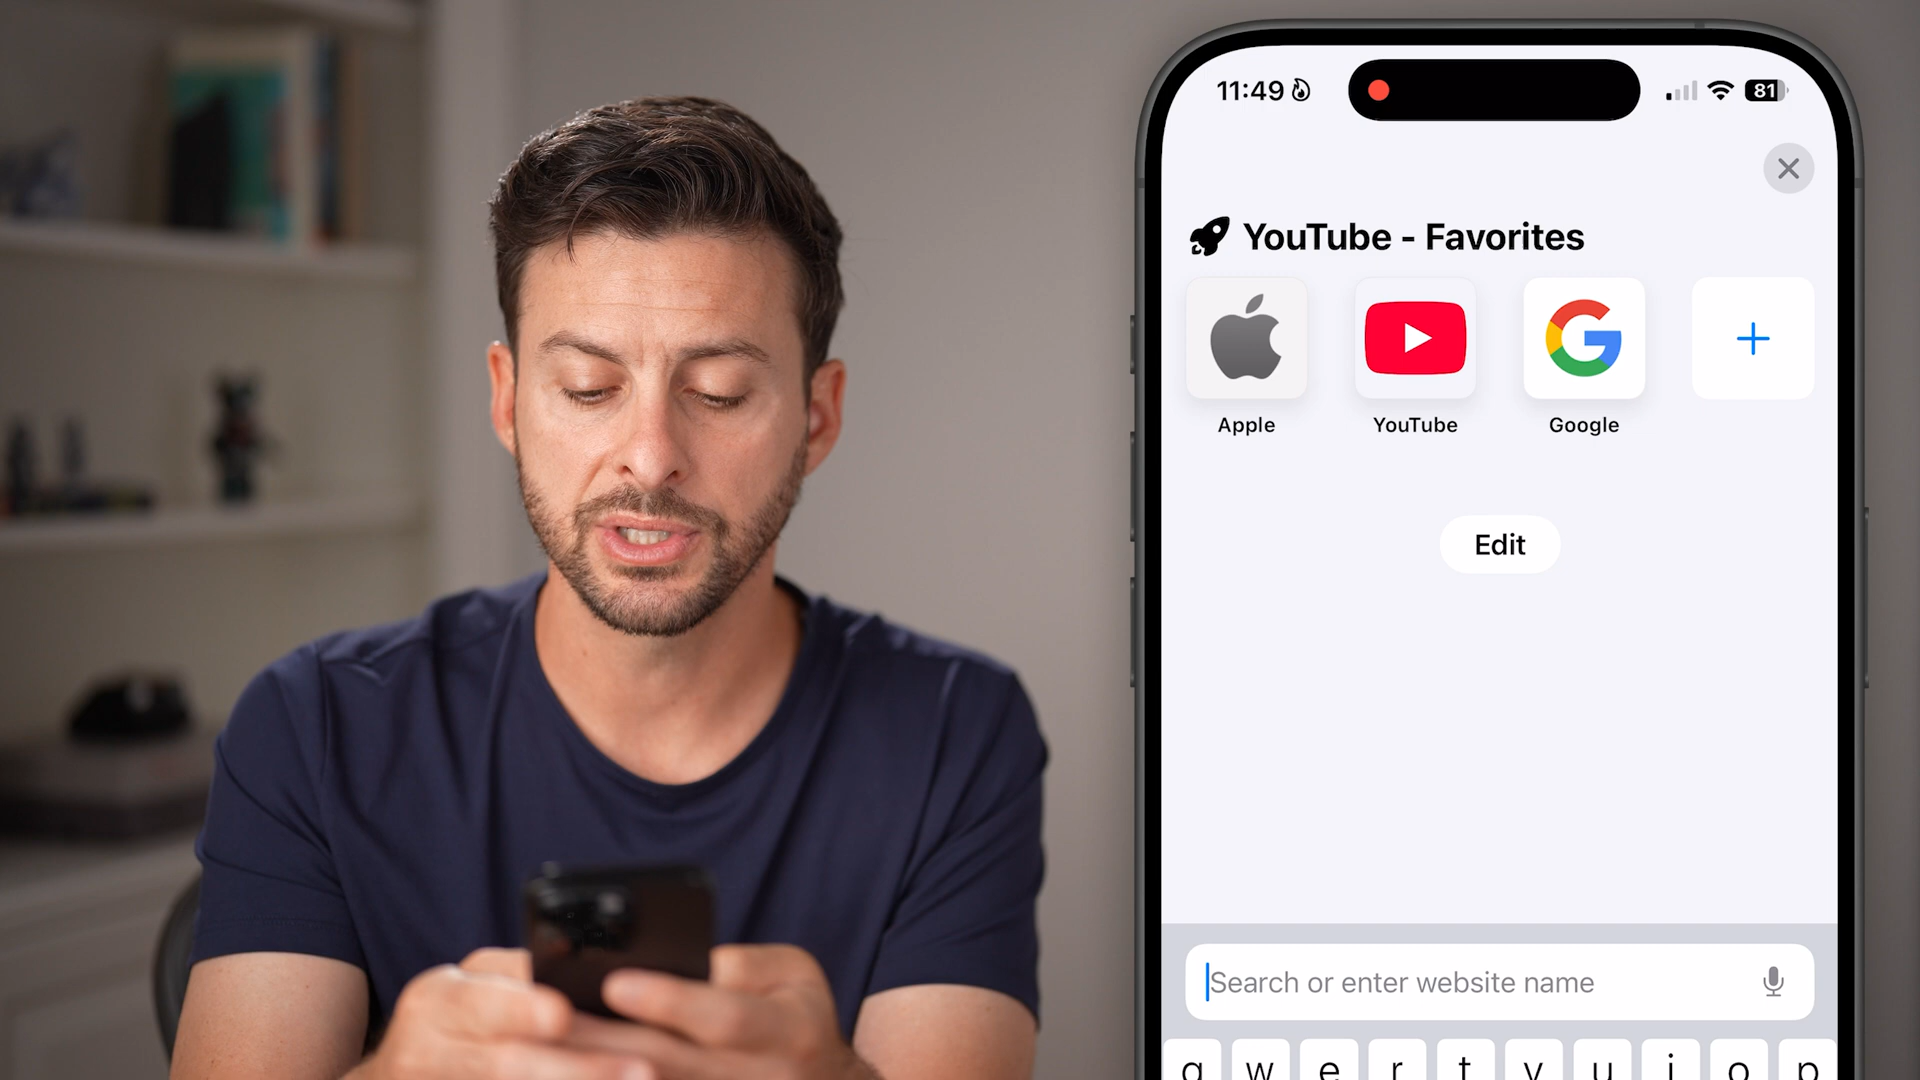 11:49
81
YouTube - Favorites
Apple
YouTube
Google
Edit
Search or enter website name
q w e r t y u i o p